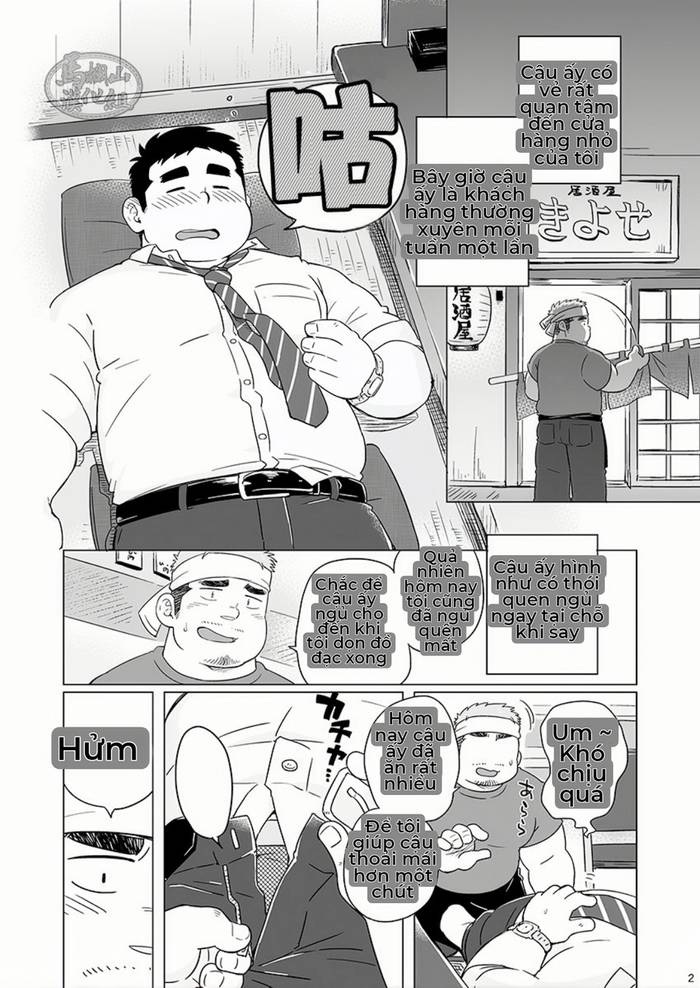 馬棚山
漢化組
Cậu ấy có
vẻ rất
quan tâm
đến cửa
hàng nhỏ
của tôi
咕
Bây giờ cậu
ấy là khách
hàng thường
xuyên mỗi
tuần một lần
居酒屋
きよせ
居酒屋
Cậu ấy hình
như có thói
quen ngủ
ngay tại chỗ
khi say
Quả
nhiên
hôm nay
tôi cũng
đã ngủ
quên
mất
Chắc để
cậu ấy
ngủ cho
đến khi
tôi dọn đồ
đạc xong
Um ~
Khó
chịu
quá
あ〜〜
Hôm
nay cậu
ấy đã
ăn rất
nhiều
Để tôi
giúp cậu
thoải mái
hơn một
chút
カチャ…
Hửm
2